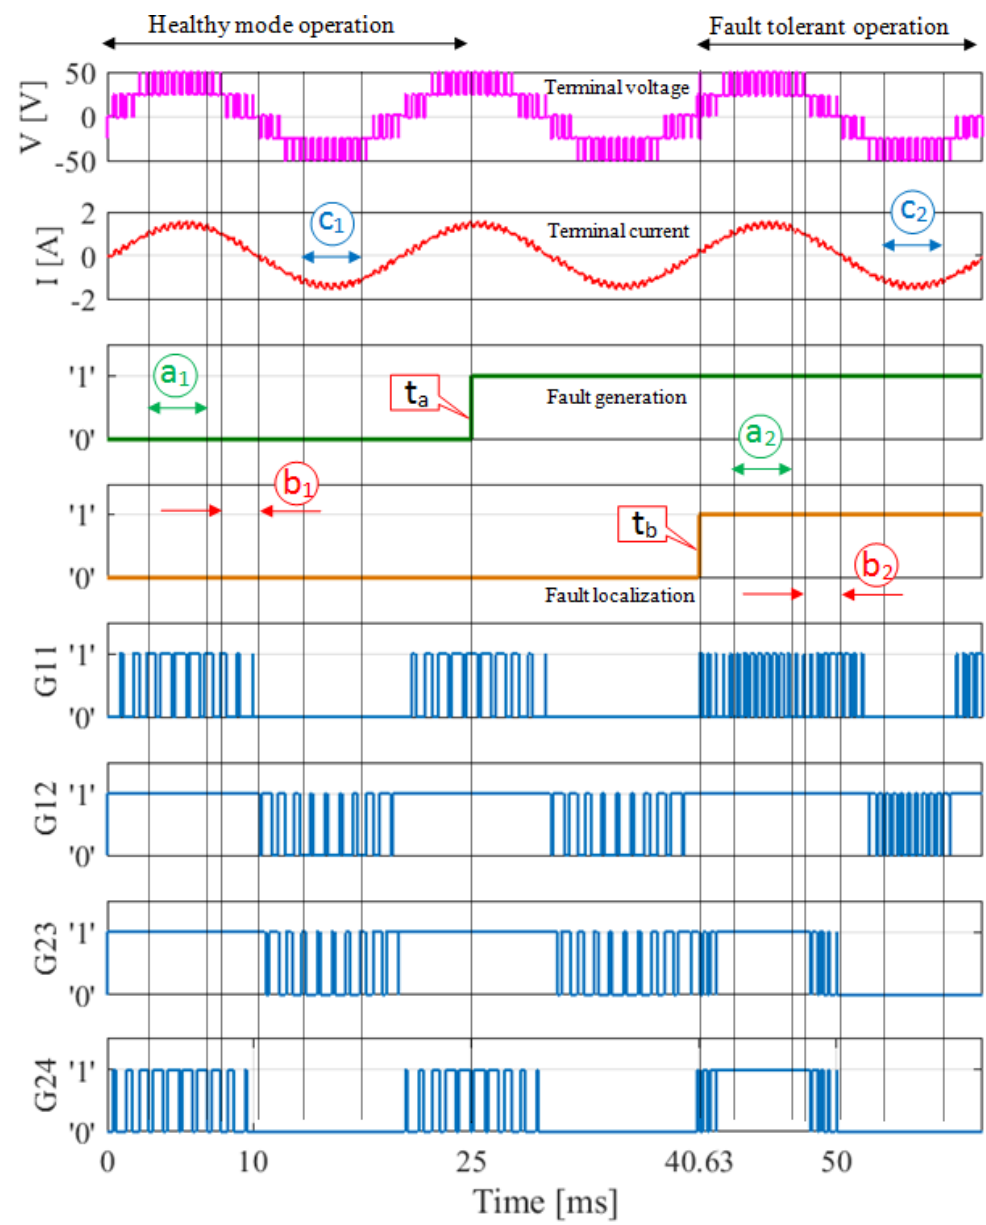 Healthy mode operation
Fault tolerant operation
V [V]
50
0
-50
Terminal voltage
I [A]
2
0
-2
c1
c2
Terminal current
'1'
'0'
a1
ta
Fault generation
a2
'1'
'0'
b1
tb
b2
Fault localization
G11
'1'
'0'
G12
'1'
'0'
G23
'1'
'0'
G24
'1'
'0'
0 10 25 40.63 50
Time [ms]